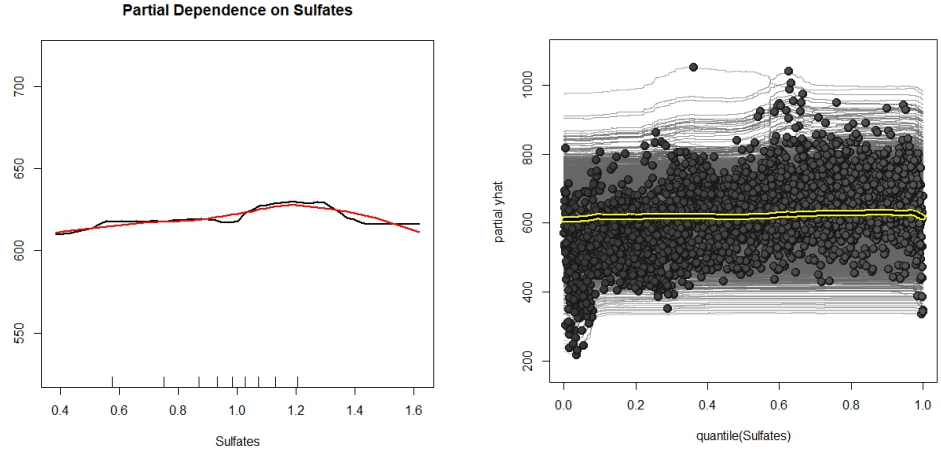 Partial Dependence on Sulfates
700
650
600
550
0.4 0.6 0.8 1.0 1.2 1.4 1.6
Sulfates
partial yhat
1000
800
600
400
200
0.0 0.2 0.4 0.6 0.8 1.0
quantile(Sulfates)